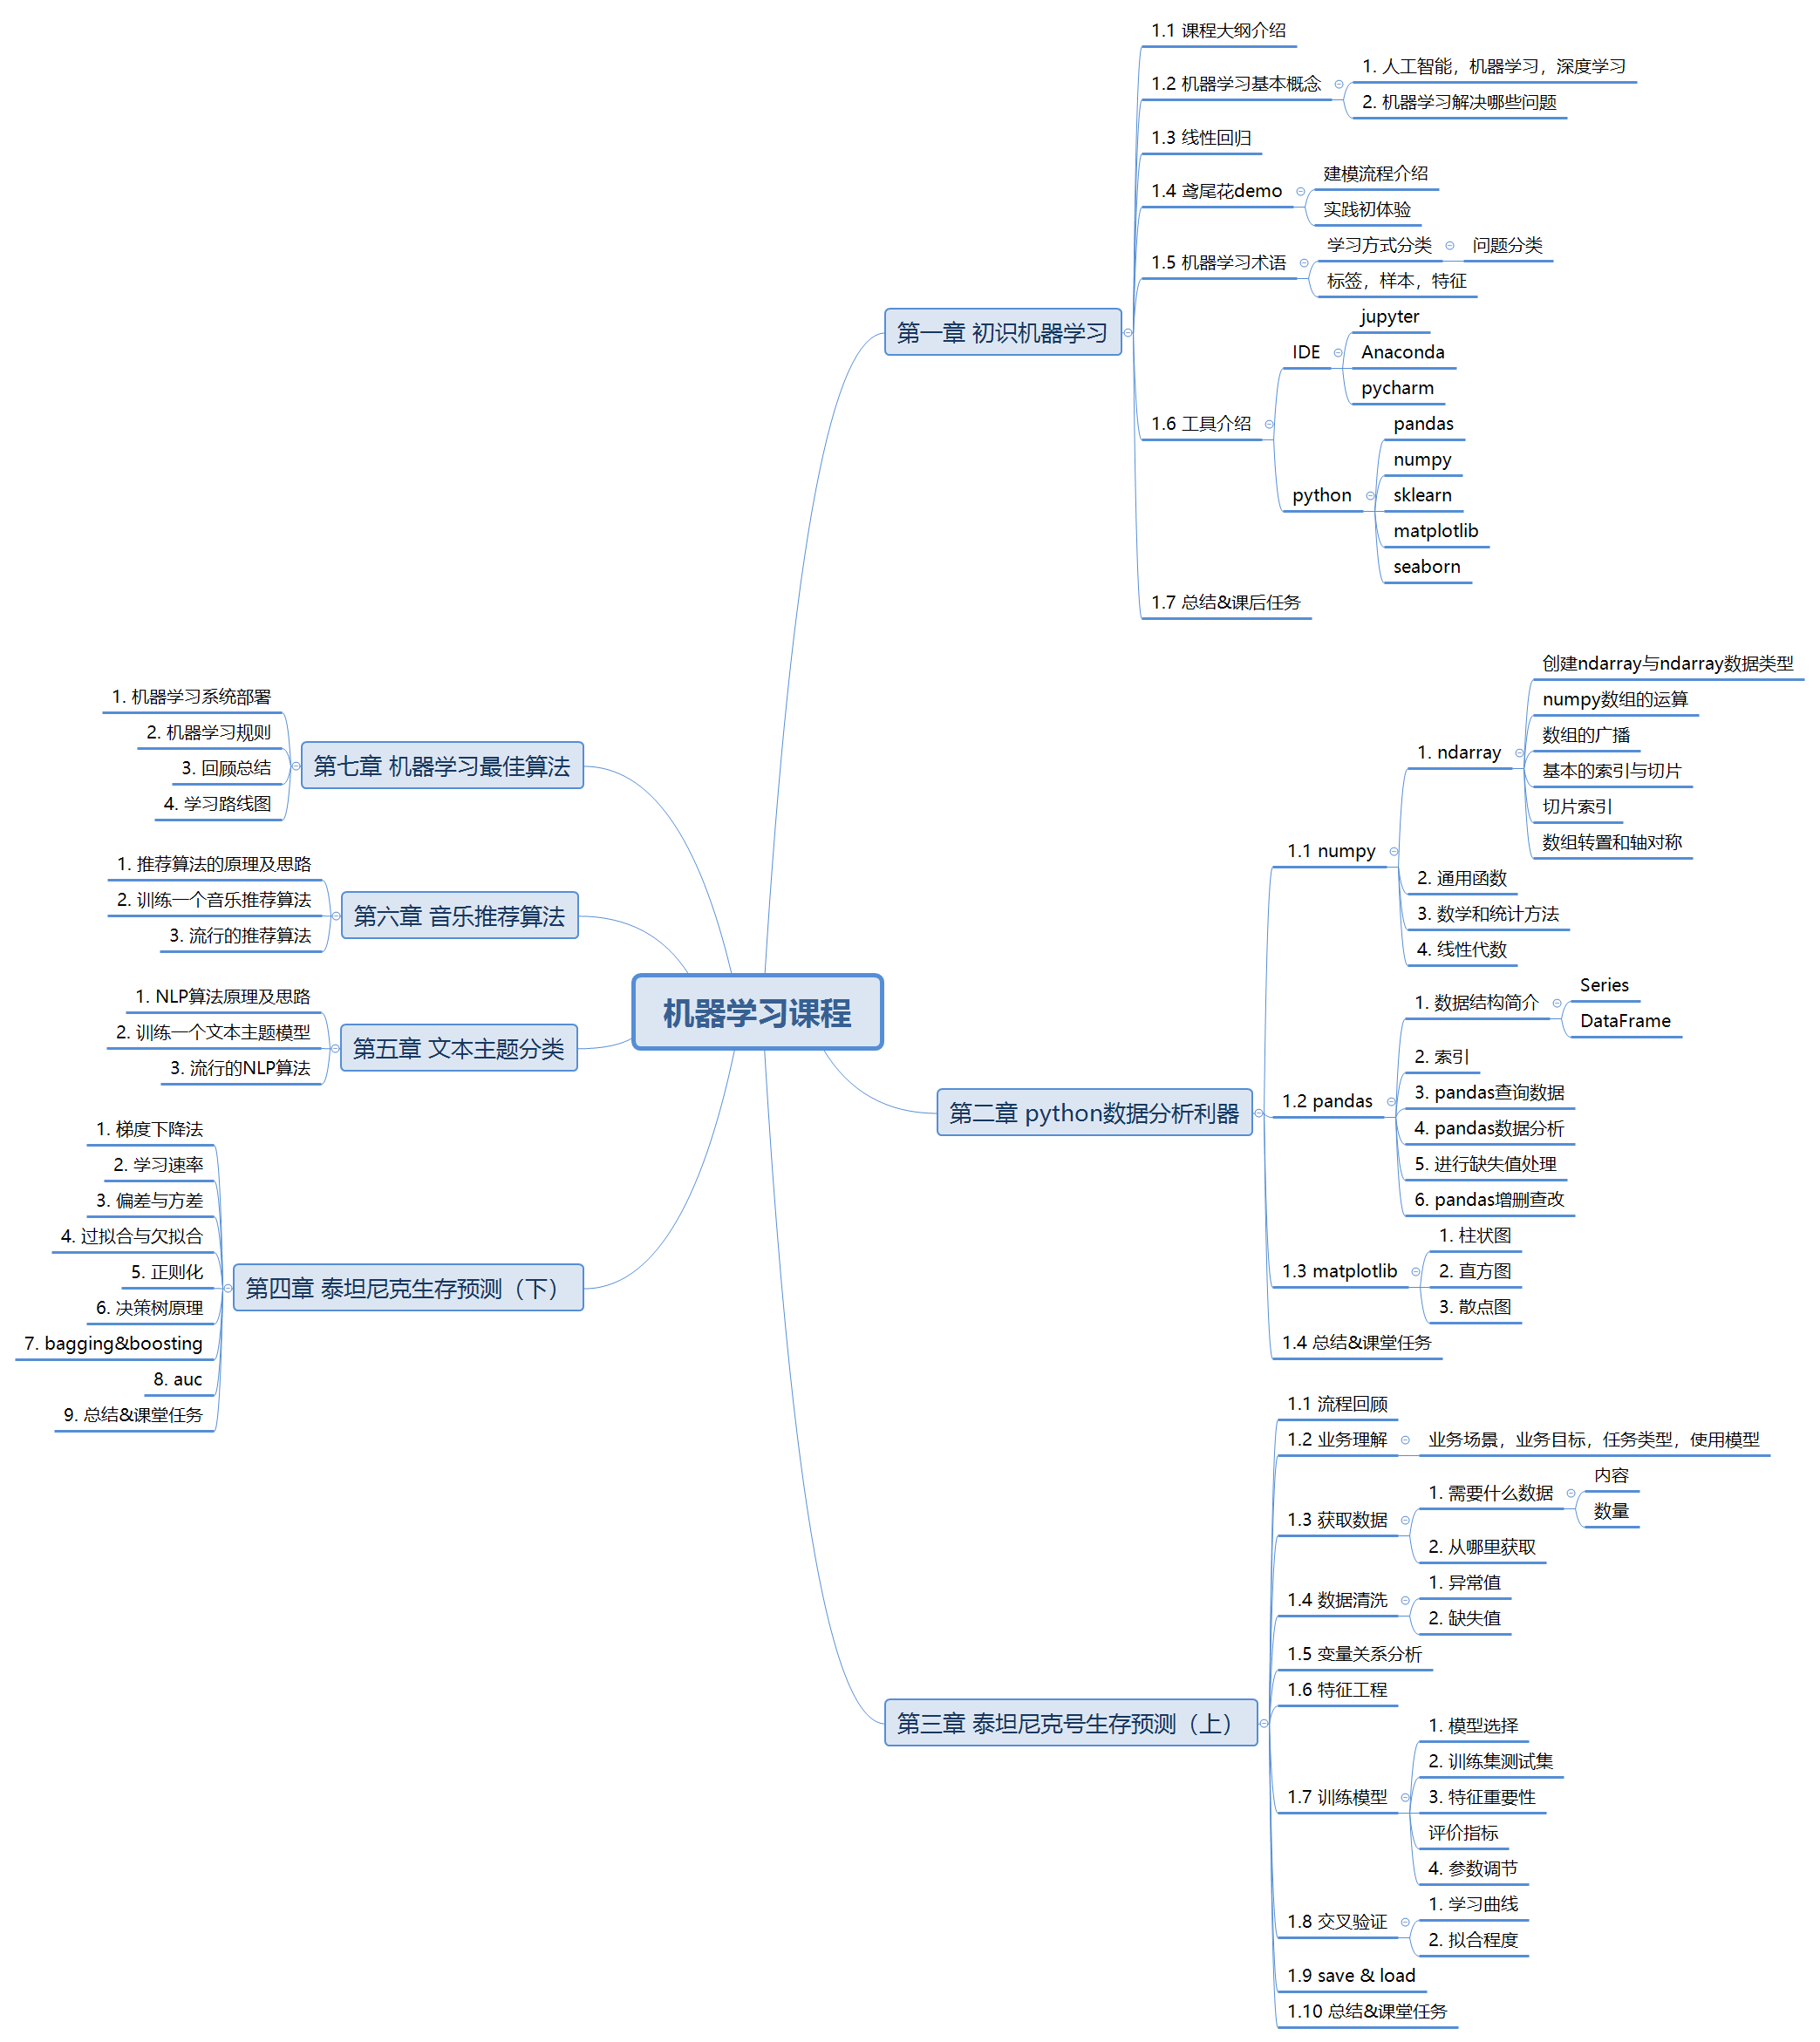 机器学习课程
第一章 初识机器学习
1.1 课程大纲介绍
1.2 机器学习基本概念
1. 人工智能，机器学习，深度学习
2. 机器学习解决哪些问题
1.3 线性回归
1.4 鸢尾花demo
建模流程介绍
实践初体验
1.5 机器学习术语
学习方式分类
问题分类
标签，样本，特征
1.6 工具介绍
IDE
jupyter
Anaconda
pycharm
python
pandas
numpy
sklearn
matplotlib
seaborn
1.7 总结&课后任务
第二章 python数据分析利器
1.1 numpy
1. ndarray
创建ndarray与ndarray数据类型
numpy数组的运算
数组的广播
基本的索引与切片
切片索引
数组转置和轴对称
2. 通用函数
3. 数学和统计方法
4. 线性代数
1.2 pandas
1. 数据结构简介
Series
DataFrame
2. 索引
3. pandas查询数据
4. pandas数据分析
5. 进行缺失值处理
6. pandas增删查改
1.3 matplotlib
1. 柱状图
2. 直方图
3. 散点图
1.4 总结&课堂任务
第三章 泰坦尼克号生存预测（上）
1.1 流程回顾
1.2 业务理解
业务场景，业务目标，任务类型，使用模型
1.3 获取数据
1. 需要什么数据
内容
数量
2. 从哪里获取
1.4 数据清洗
1. 异常值
2. 缺失值
1.5 变量关系分析
1.6 特征工程
1.7 训练模型
1. 模型选择
2. 训练集测试集
3. 特征重要性
评价指标
4. 参数调节
1.8 交叉验证
1. 学习曲线
2. 拟合程度
1.9 save & load
1.10 总结&课堂任务
第四章 泰坦尼克生存预测（下）
1. 梯度下降法
2. 学习速率
3. 偏差与方差
4. 过拟合与欠拟合
5. 正则化
6. 决策树原理
7. bagging&boosting
8. auc
9. 总结&课堂任务
第五章 文本主题分类
1. NLP算法原理及思路
2. 训练一个文本主题模型
3. 流行的NLP算法
第六章 音乐推荐算法
1. 推荐算法的原理及思路
2. 训练一个音乐推荐算法
3. 流行的推荐算法
第七章 机器学习最佳算法
1. 机器学习系统部署
2. 机器学习规则
3. 回顾总结
4. 学习路线图